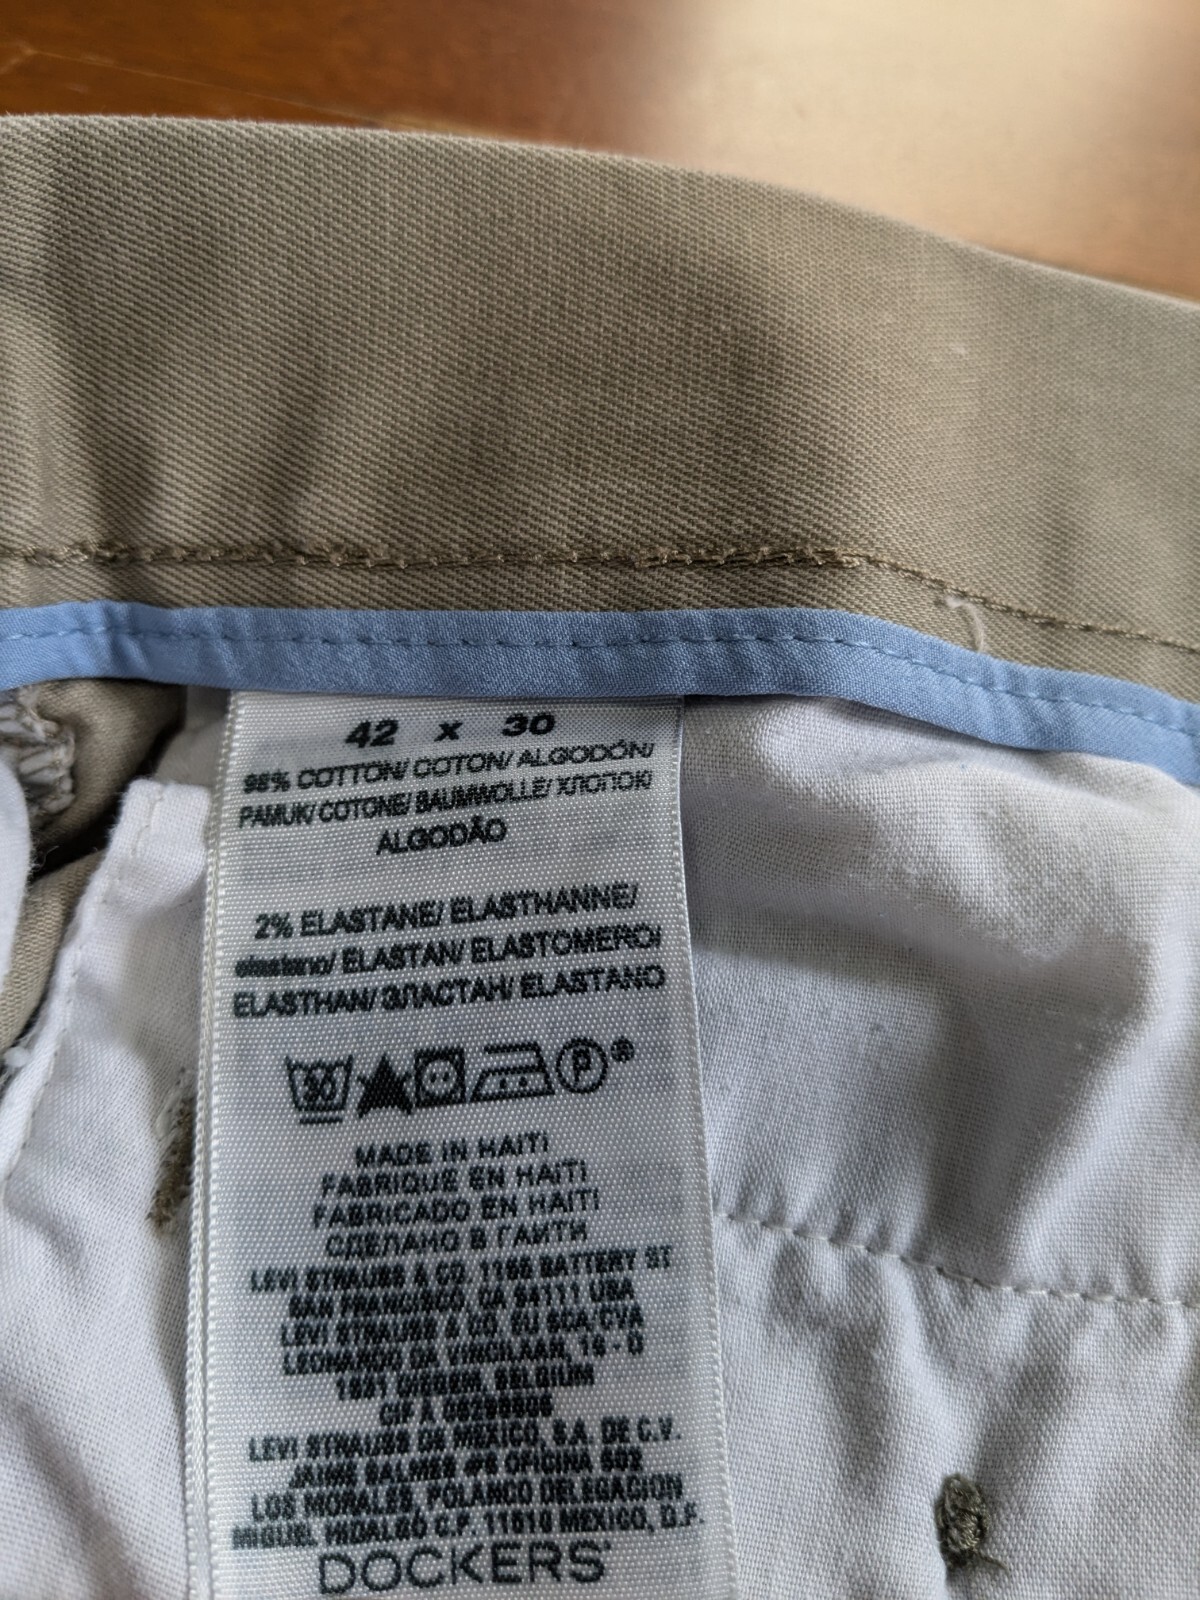 42 x 30
98% COTTON/ COTON/ ALGODÓN/
PAMUK/ COTONE/ BAUMWOLLE/ ХЛОПОК/
ALGODÃO
2% ELASTANE/ ELASTHANNE/
elastano/ ELASTAN/ ELASTOMERO/
ELASTHAN/ ЭЛАСТАН/ ELASTANO
30
P®
MADE IN HAITI
FABRIQUE EN HAITI
FABRICADO EN HAITI
СДЕЛАНО В ГАИТИ
LEVI STRAUSS & CO. 1155 BATTERY ST
SAN FRANCISCO, CA 94111 USA
LEVI STRAUSS & CO. EU SCA/CVA
LEONARDO DA VINCILAAN, 19 - D
1831 DIEGEM, BELGIUM
CIF A
LEVI STRAUSS DE MEXICO, S.A. DE C.V.
JAIME BALMES #8 OFICINA 602
LOS MORALES, POLANCO DELEGACION
MIGUEL HIDALGO C.P. 11510 MEXICO, D.F.
DOCKERS